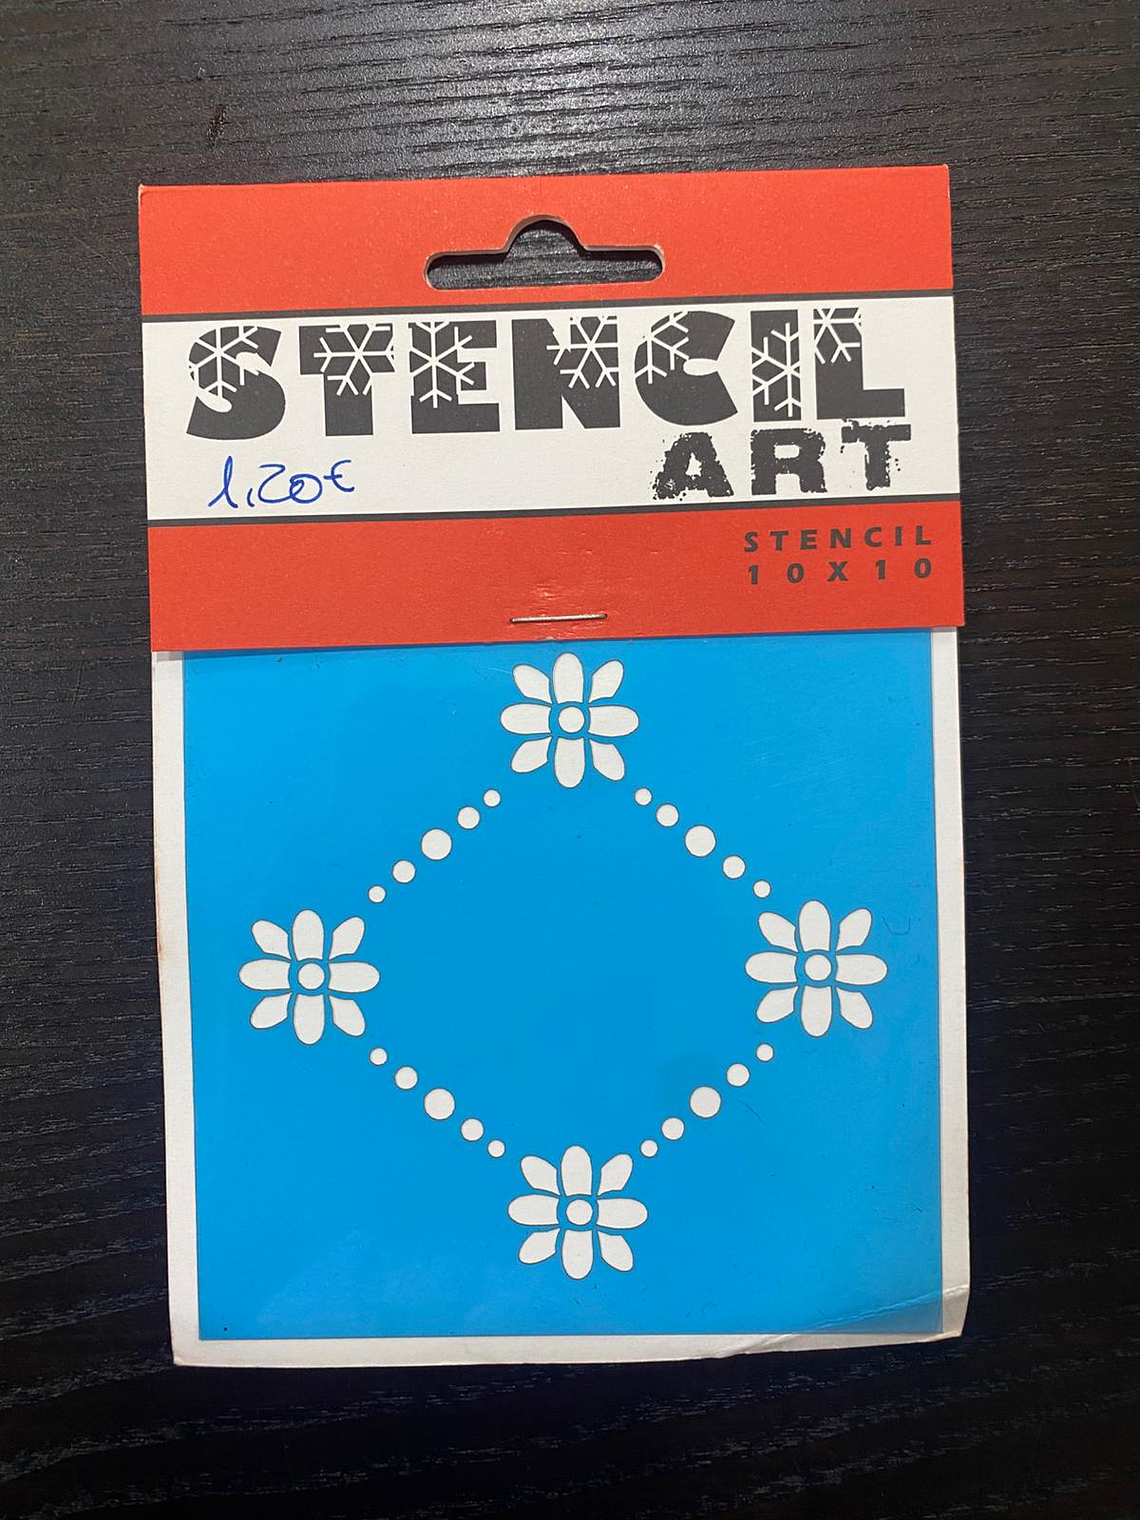 STENCIL
ART
1,20€
STENCIL
10X10